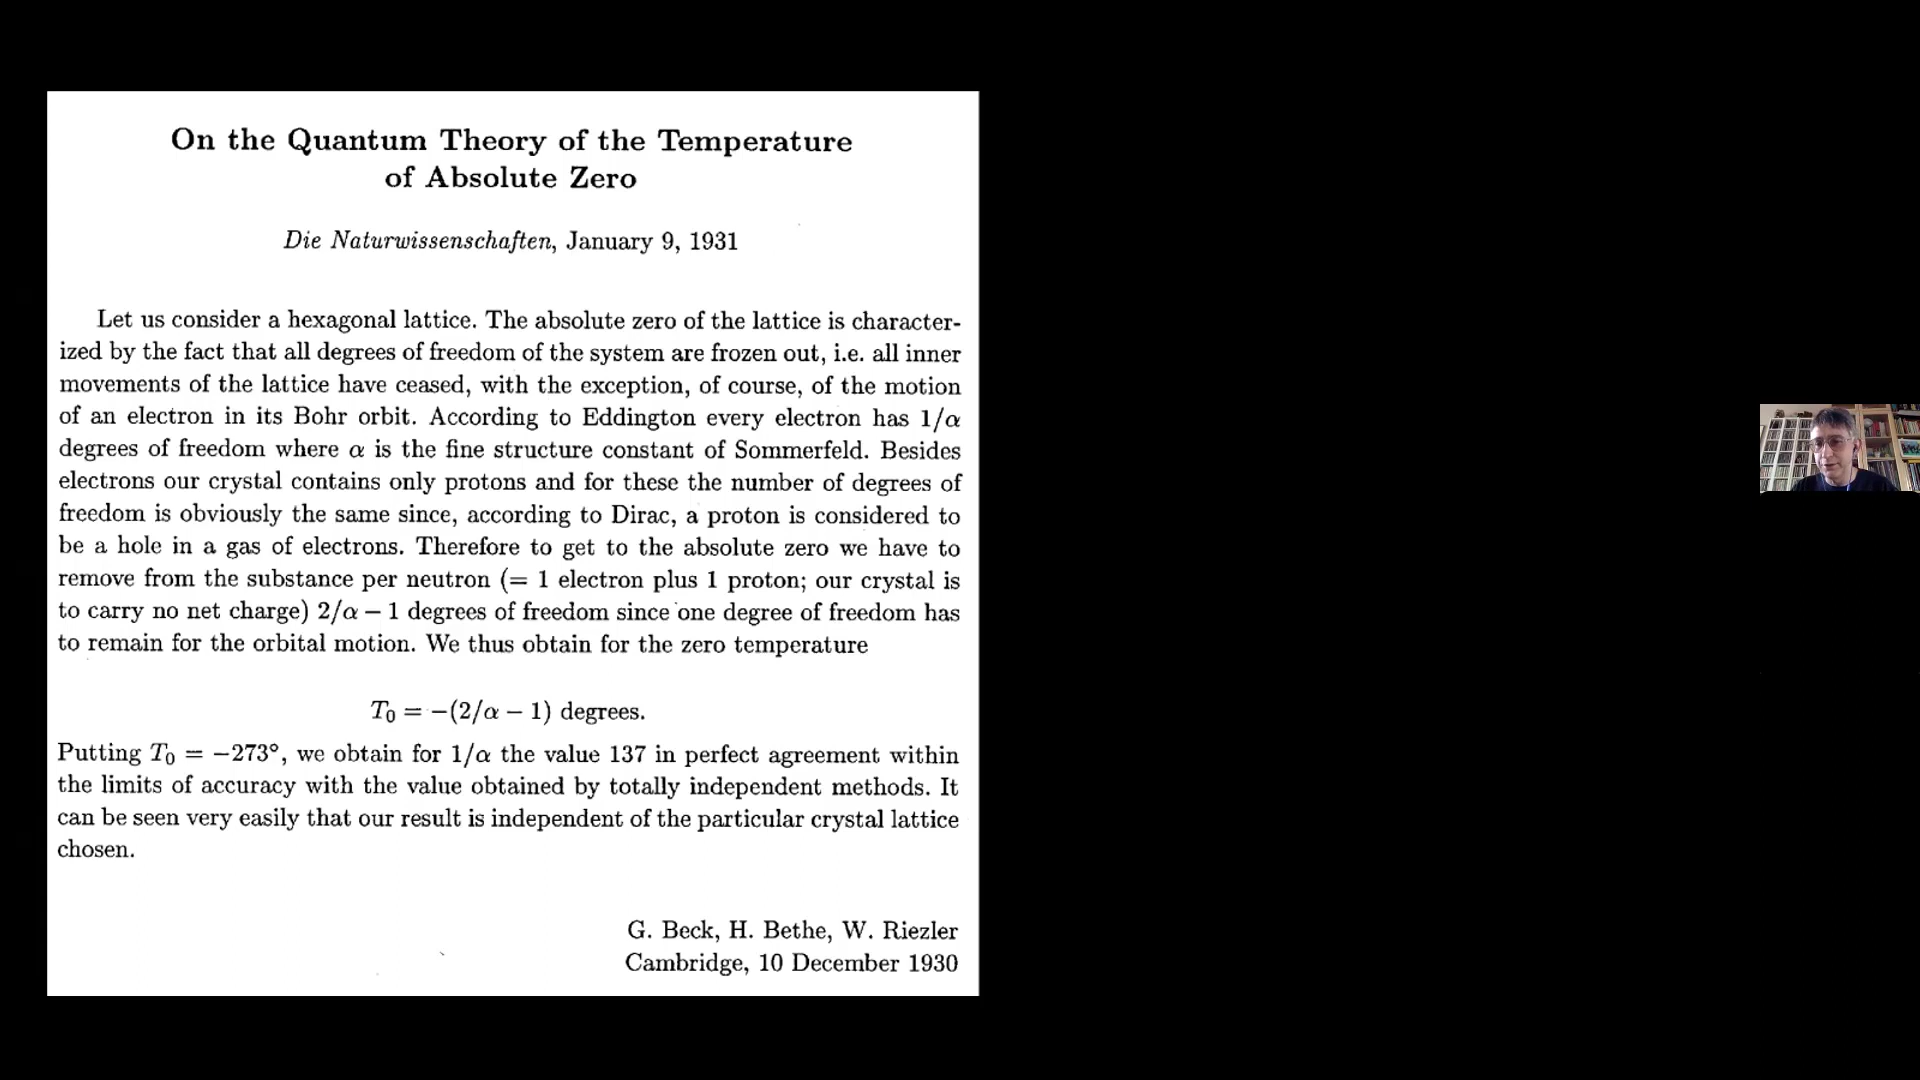 On the Quantum Theory of the Temperature
of Absolute Zero
Die Naturwissenschaften, January 9, 1931
Let us consider a hexagonal lattice. The absolute zero of the lattice is character-
ized by the fact that all degrees of freedom of the system are frozen out, i.e. all inner
movements of the lattice have ceased, with the exception, of course, of the motion
of an electron in its Bohr orbit. According to Eddington every electron has 1/α
degrees of freedom where α is the fine structure constant of Sommerfeld. Besides
electrons our crystal contains only protons and for these the number of degrees of
freedom is obviously the same since, according to Dirac, a proton is considered to
be a hole in a gas of electrons. Therefore to get to the absolute zero we have to
remove from the substance per neutron (= 1 electron plus 1 proton; our crystal is
to carry no net charge) 2/α − 1 degrees of freedom since one degree of freedom has
to remain for the orbital motion. We thus obtain for the zero temperature
T₀ = −(2/α − 1) degrees.
Putting T₀ = −273°, we obtain for 1/α the value 137 in perfect agreement within
the limits of accuracy with the value obtained by totally independent methods. It
can be seen very easily that our result is independent of the particular crystal lattice
chosen.
G. Beck, H. Bethe, W. Riezler
Cambridge, 10 December 1930